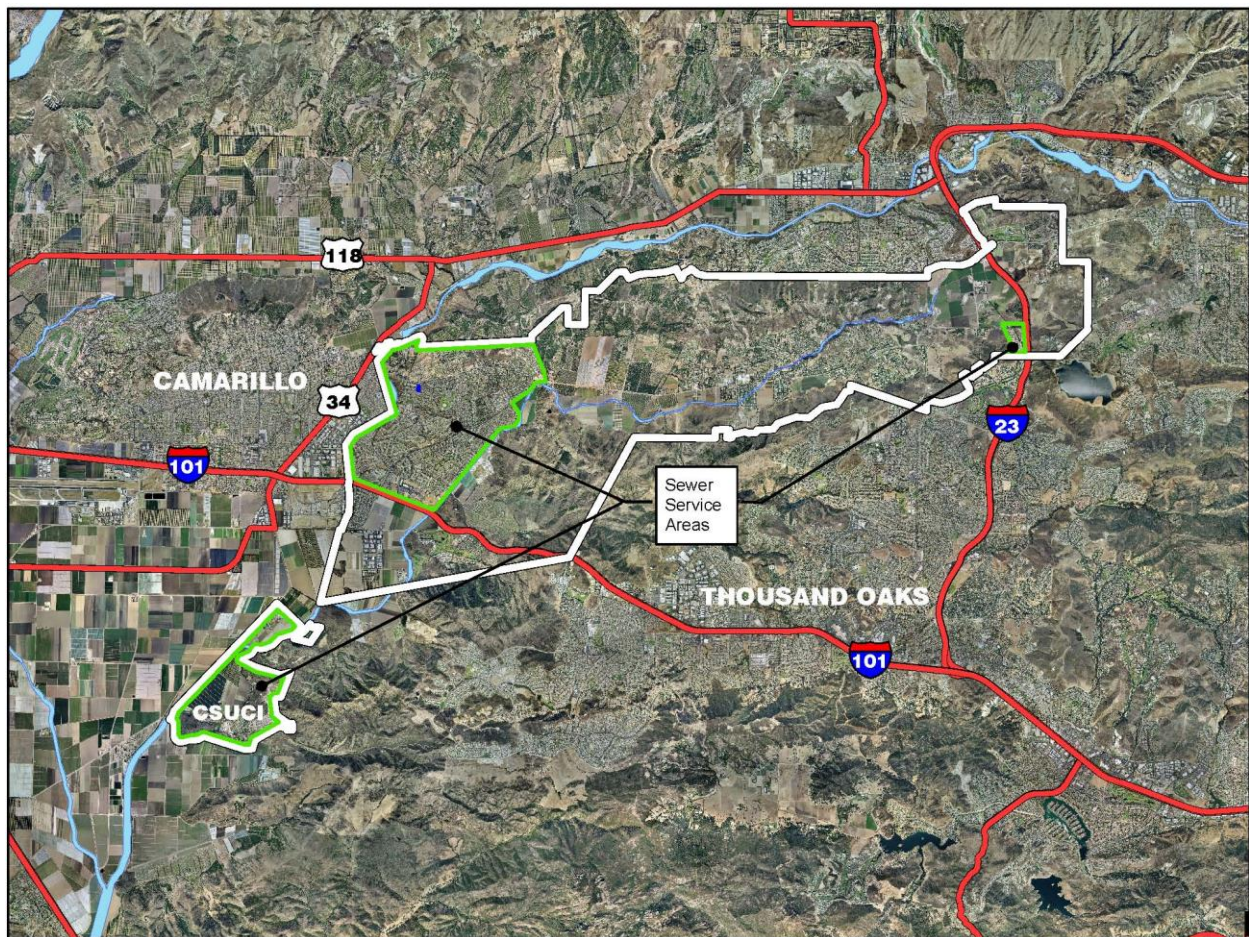 118
CAMARILLO
34
101
23
Sewer
Service
Areas
THOUSAND OAKS
101
CSUCI